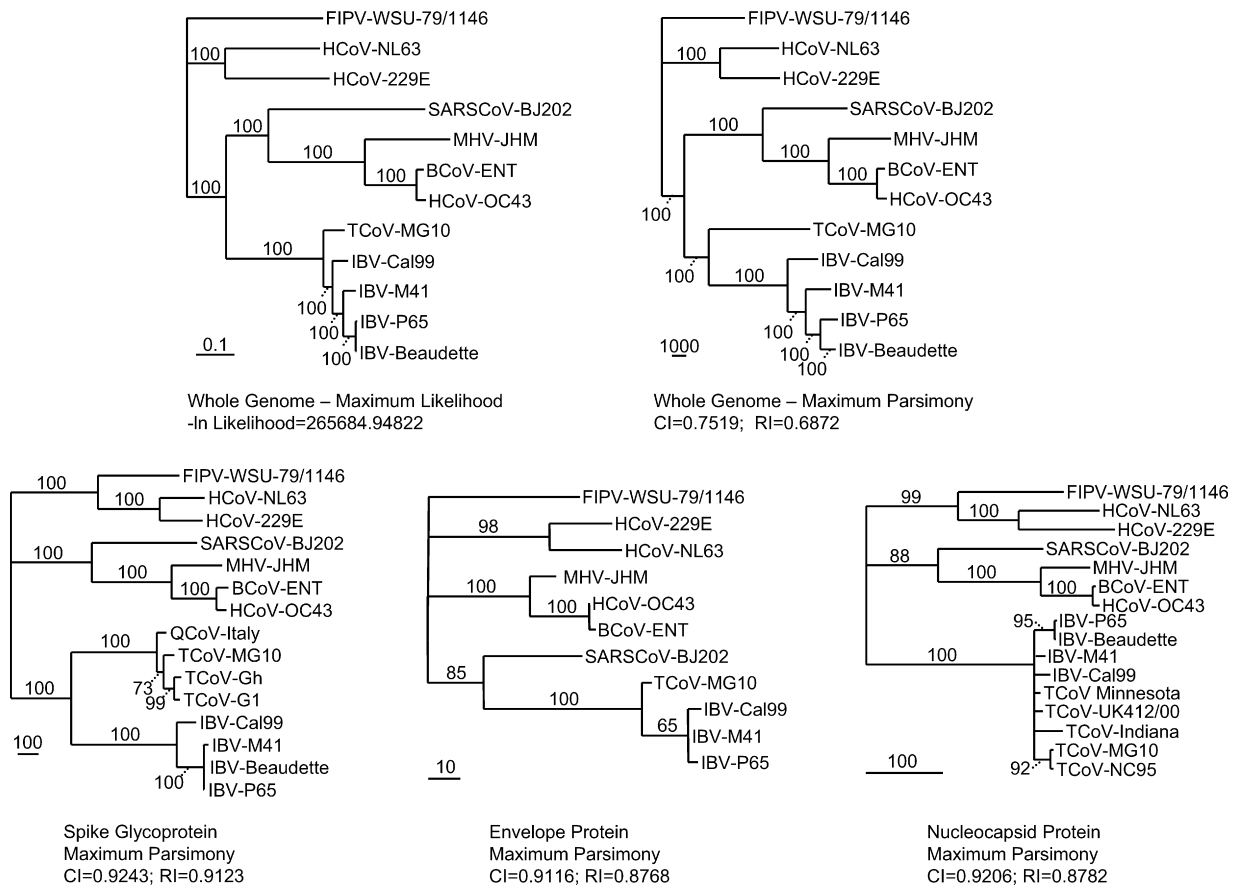 FIPV-WSU-79/1146
100
HCoV-NL63
HCoV-229E
SARSCoV-BJ202
100
MHV-JHM
100
BCoV-ENT
100
HCoV-OC43
100
TCoV-MG10
100
IBV-Cal99
100
IBV-M41
100
IBV-P65
100
IBV-Beaudette
0.1
Whole Genome – Maximum Likelihood
-ln Likelihood=265684.94822
FIPV-WSU-79/1146
100
HCoV-NL63
HCoV-229E
SARSCoV-BJ202
100
MHV-JHM
100
BCoV-ENT
100
HCoV-OC43
100
TCoV-MG10
100
IBV-Cal99
100
IBV-M41
100
IBV-P65
100
IBV-Beaudette
100
1000
Whole Genome – Maximum Parsimony
CI=0.7519; RI=0.6872
FIPV-WSU-79/1146
100
HCoV-NL63
100
HCoV-229E
SARSCoV-BJ202
100
MHV-JHM
100
BCoV-ENT
100
HCoV-OC43
QCoV-Italy
100
TCoV-MG10
73
TCoV-Gh
99
TCoV-G1
100
IBV-Cal99
100
IBV-M41
IBV-Beaudette
100
IBV-P65
100
Spike Glycoprotein
Maximum Parsimony
CI=0.9243; RI=0.9123
FIPV-WSU-79/1146
98
HCoV-229E
HCoV-NL63
MHV-JHM
100
HCoV-OC43
100
BCoV-ENT
SARSCoV-BJ202
85
TCoV-MG10
100
IBV-Cal99
65
IBV-M41
IBV-P65
10
Envelope Protein
Maximum Parsimony
CI=0.9116; RI=0.8768
FIPV-WSU-79/1146
99
HCoV-NL63
100
HCoV-229E
SARSCoV-BJ202
88
MHV-JHM
100
BCoV-ENT
100
HCoV-OC43
95
IBV-P65
IBV-Beaudette
100
IBV-M41
IBV-Cal99
TCoV Minnesota
TCoV-UK412/00
TCoV-Indiana
TCoV-MG10
92
TCoV-NC95
100
Nucleocapsid Protein
Maximum Parsimony
CI=0.9206; RI=0.8782